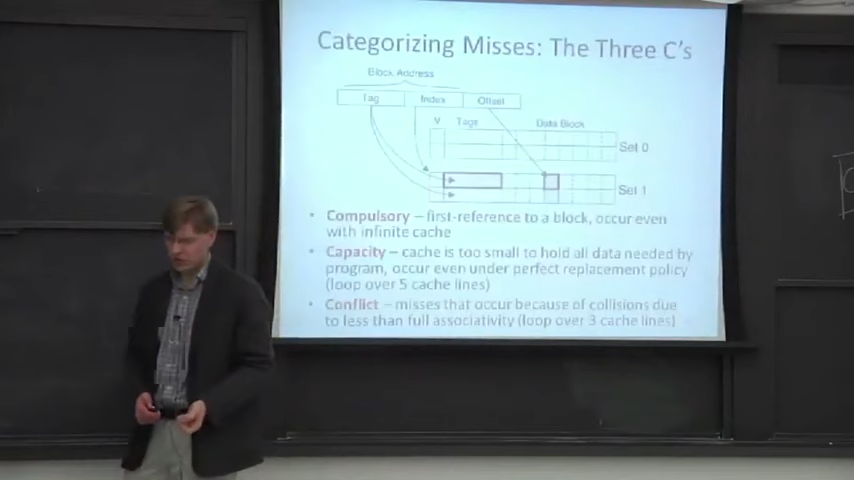 Categorizing Misses: The Three C's
Block Address
Tag Index Offset
V Tags Data Block
Set 0
Set 1
• Compulsory – first-reference to a block, occur even
with infinite cache
• Capacity – cache is too small to hold all data needed by
program, occur even under perfect replacement policy
(loop over 5 cache lines)
• Conflict – misses that occur because of collisions due
to less than full associativity (loop over 3 cache lines)